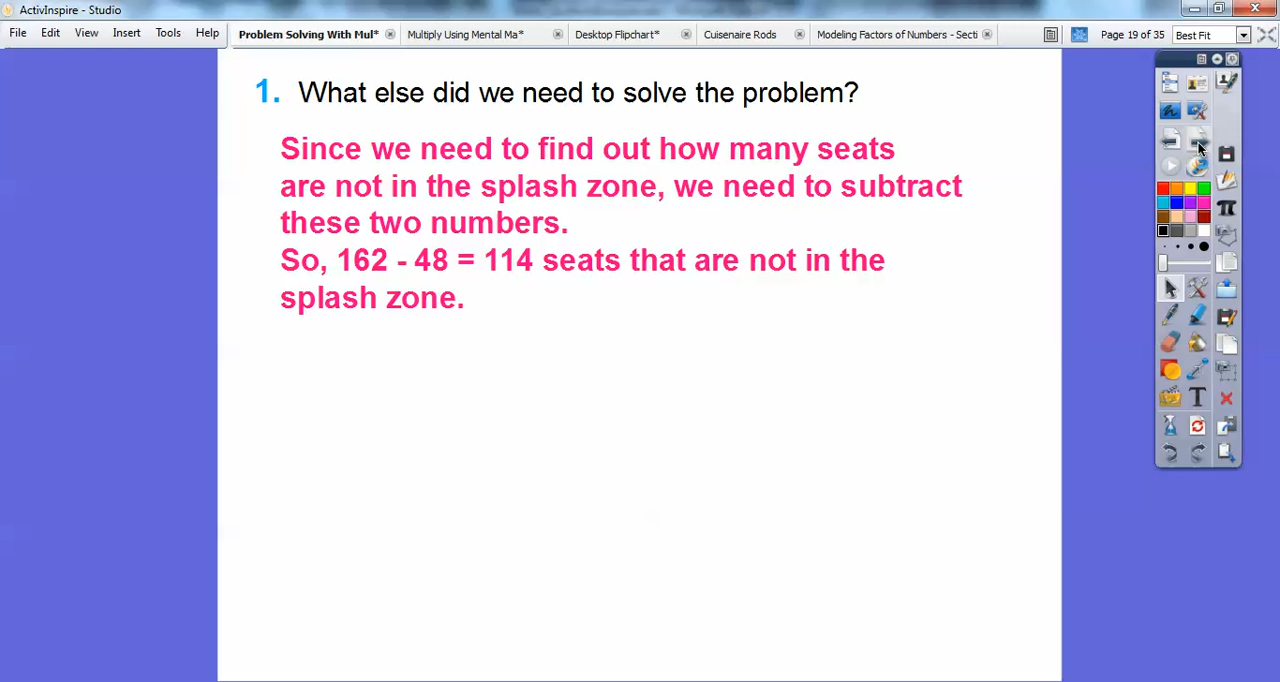 ActivInspire - Studio
File Edit View Insert Tools Help
Problem Solving With Mul* Multiply Using Mental Ma* Desktop Flipchart* Cuisenaire Rods Modeling Factors of Numbers - Secti
Page 19 of 35 Best Fit
1. What else did we need to solve the problem?
Since we need to find out how many seats
are not in the splash zone, we need to subtract
these two numbers.
So, 162 - 48 = 114 seats that are not in the
splash zone.